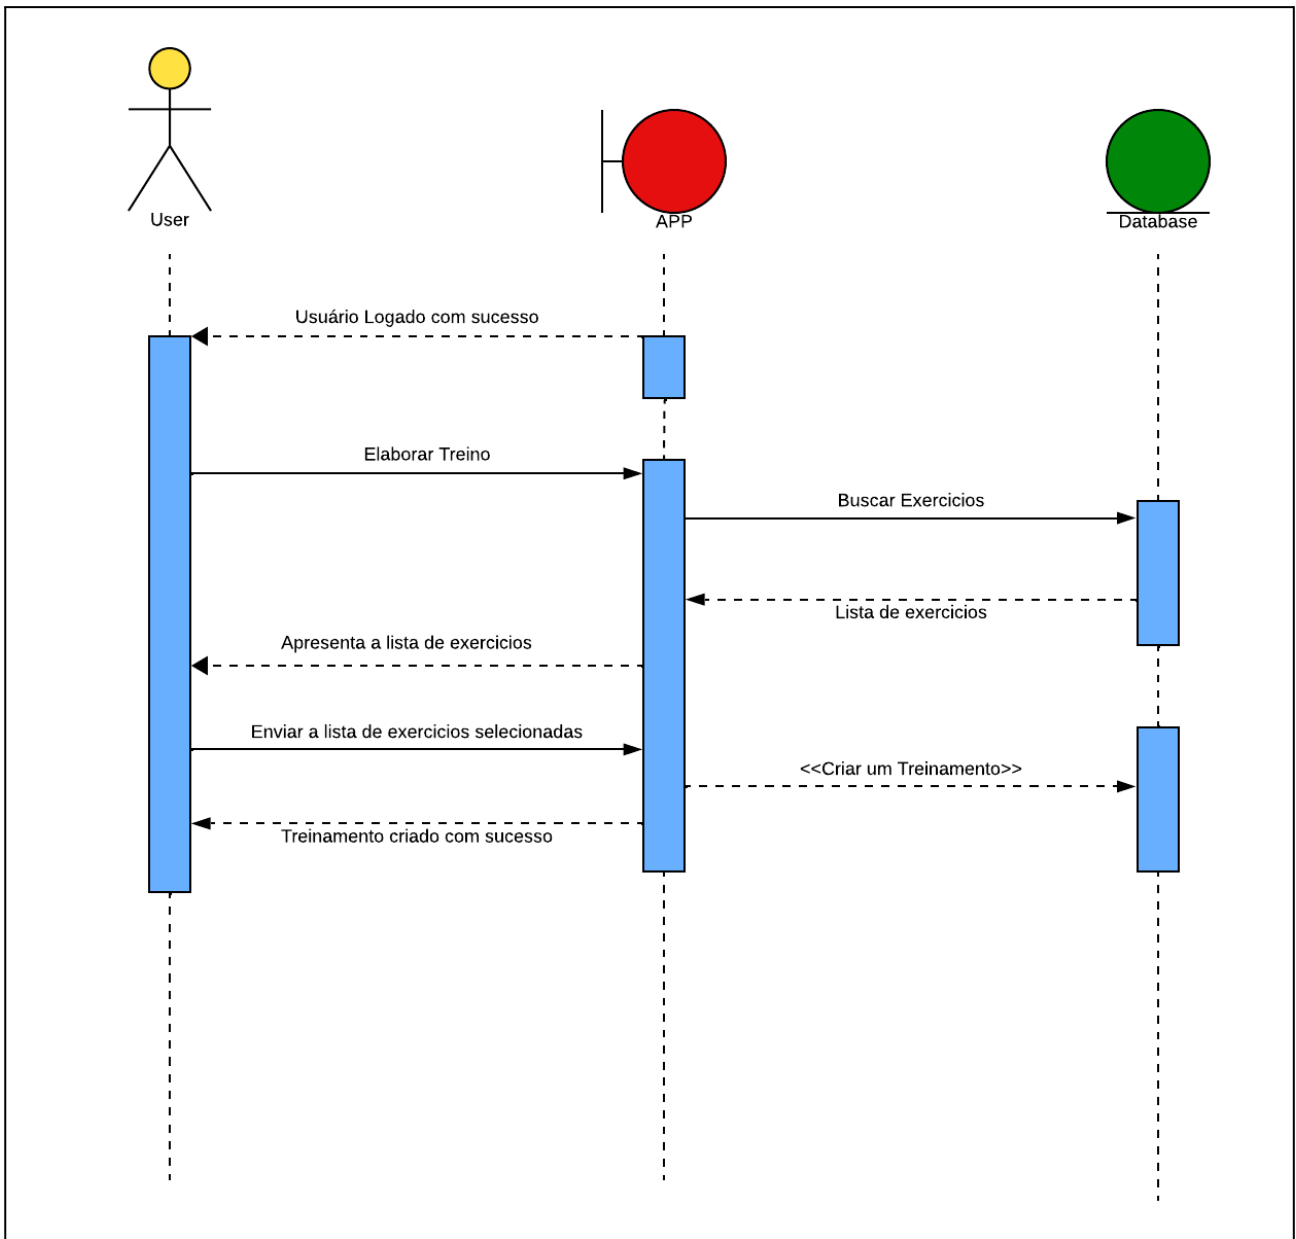 User
APP
Database
Usuário Logado com sucesso
Elaborar Treino
Buscar Exercicios
Lista de exercicios
Apresenta a lista de exercicios
Enviar a lista de exercicios selecionadas
<<Criar um Treinamento>>
Treinamento criado com sucesso